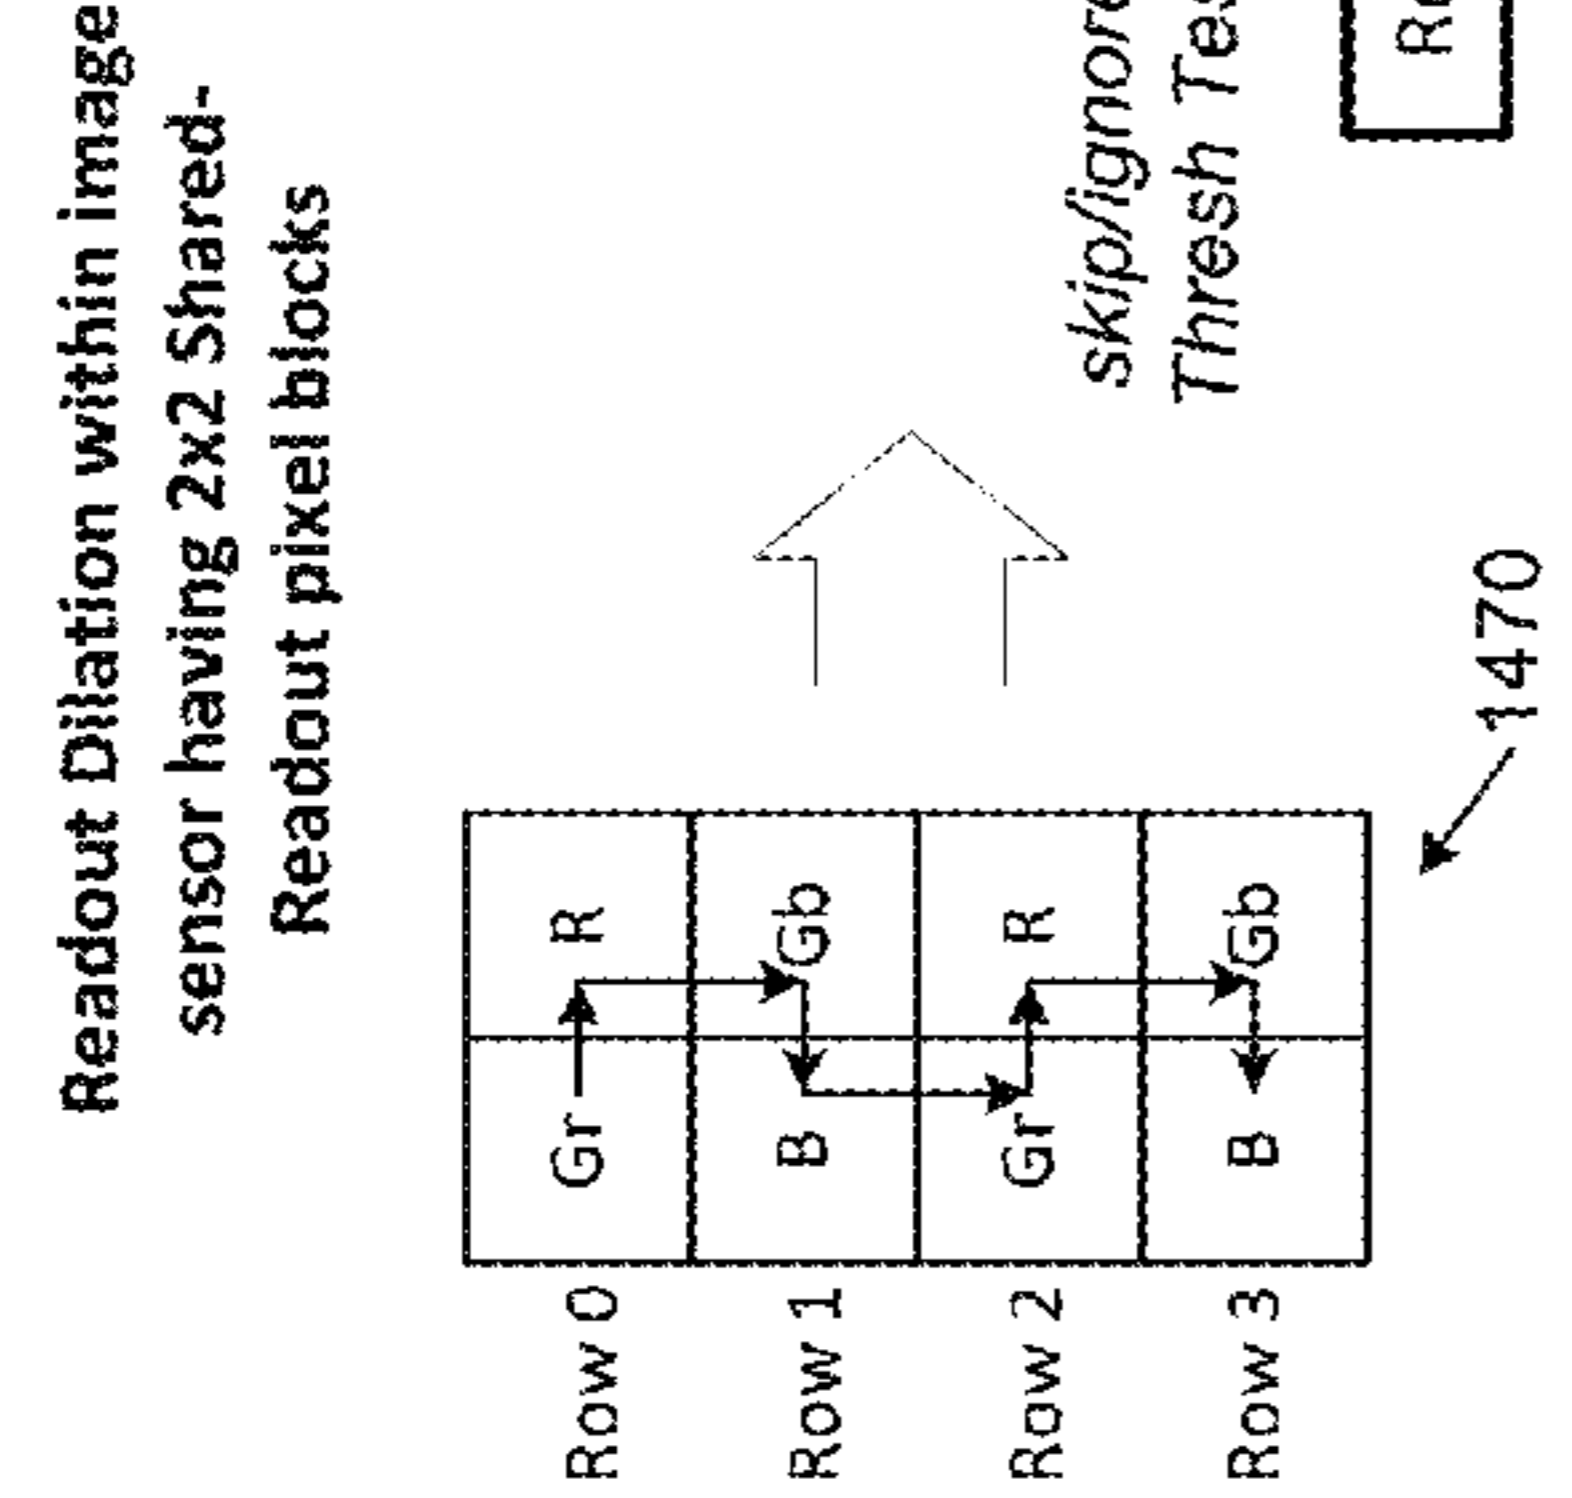 Readout Dilation within image
sensor having 2x2 Shared-
Readout pixel blocks
Row 0 Gr R
Row 1 B Gb
Row 2 Gr R
Row 3 B Gb
1470
skip/ignore
Thresh Tes
Re